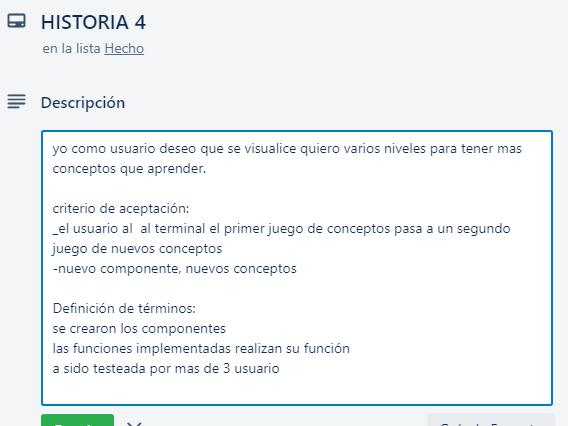 HISTORIA 4
en la lista Hecho
Descripción
yo como usuario deseo que se visualice quiero varios niveles para tener mas
conceptos que aprender.
criterio de aceptación:
_el usuario al  al terminal el primer juego de conceptos pasa a un segundo
juego de nuevos conceptos
-nuevo componente, nuevos conceptos
Definición de términos:
se crearon los componentes
las funciones implementadas realizan su función
a sido testeada por mas de 3 usuario